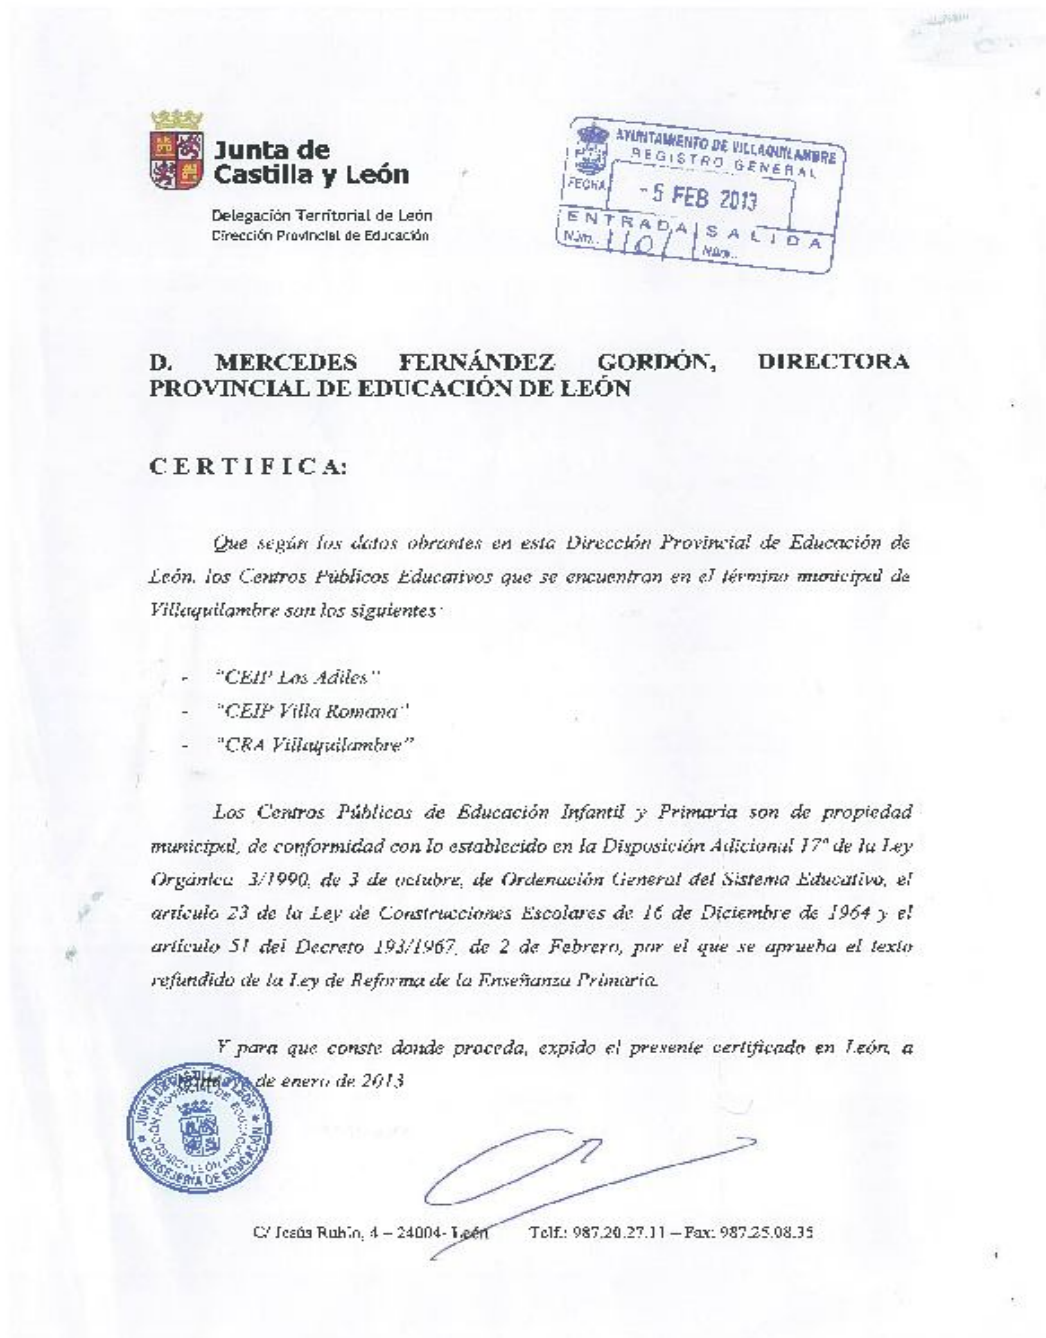 Junta de
Castilla y León
Delegación Territorial de León
Dirección Provincial de Educación
AYUNTAMIENTO DE VILLAQUILAMBRE
REGISTRO GENERAL
FECHA
- 5 FEB 2013
ENTRADA SALIDA
Núm. Núm.
D. MERCEDES FERNÁNDEZ GORDÓN, DIRECTORA
PROVINCIAL DE EDUCACIÓN DE LEÓN
CERTIFICA:
Que según los datos obrantes en esta Dirección Provincial de Educación de
León, los Centros Públicos Educativos que se encuentran en el término municipal de
Villaquilambre son los siguientes:
- "CEIP Los Adiles"
- "CEIP Villa Romana"
- "CRA Villaquilambre"
Los Centros Públicos de Educación Infantil y Primaria son de propiedad
municipal, de conformidad con lo establecido en la Disposición Adicional 17ª de la Ley
Orgánica 3/1990, de 3 de octubre, de Ordenación General del Sistema Educativo, el
artículo 23 de la Ley de Construcciones Escolares de 16 de Diciembre de 1964 y el
artículo 51 del Decreto 193/1967, de 2 de Febrero, por el que se aprueba el texto
refundido de la Ley de Reforma de la Enseñanza Primaria.
Y para que conste donde proceda, expido el presente certificado en León, a
de enero de 2013
JUNTA DE CASTILLA Y LEÓN
CONSEJERÍA DE EDUCACIÓN
C/ Jesús Rubio, 4 – 24004- León Telf.: 987.20.27.11 – Fax: 987.25.08.35